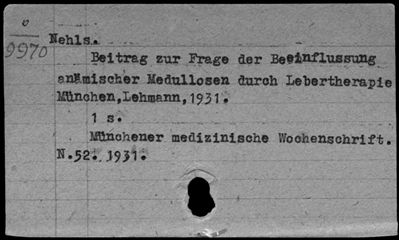 o
9970
Nehls.
Beitrag zur Frage der Beeinflussung
anämischer Medullosen durch Lebertherapie
München,Lehmann,1931.
1 s.
Münchener medizinische Wochenschrift.
N.52. 1931.